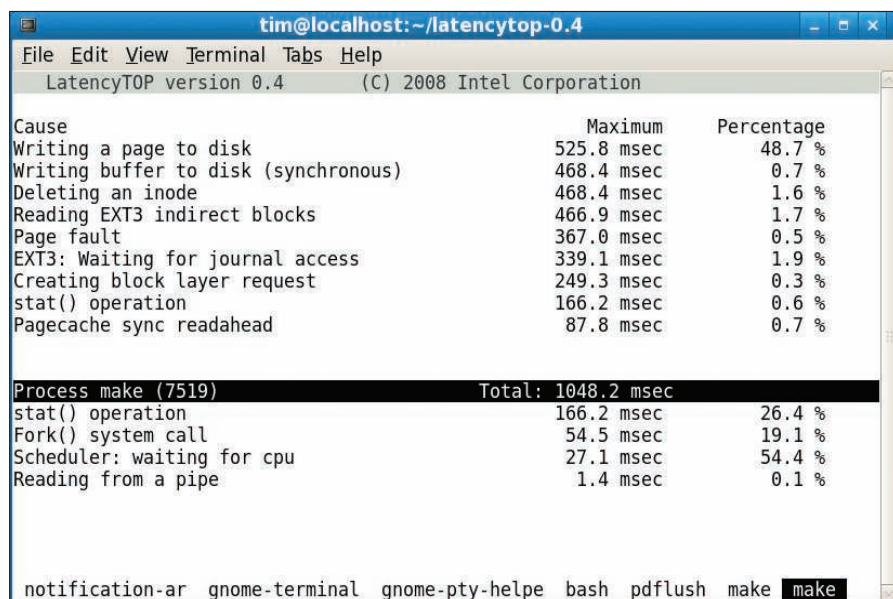 tim@localhost:~/latencytop-0.4
File Edit View Terminal Tabs Help
LatencyTOP version 0.4 (C) 2008 Intel Corporation
Cause Maximum Percentage
Writing a page to disk 525.8 msec 48.7 %
Writing buffer to disk (synchronous) 468.4 msec 0.7 %
Deleting an inode 468.4 msec 1.6 %
Reading EXT3 indirect blocks 466.9 msec 1.7 %
Page fault 367.0 msec 0.5 %
EXT3: Waiting for journal access 339.1 msec 1.9 %
Creating block layer request 249.3 msec 0.3 %
stat() operation 166.2 msec 0.6 %
Pagecache sync readahead 87.8 msec 0.7 %
Process make (7519) Total: 1048.2 msec
stat() operation 166.2 msec 26.4 %
Fork() system call 54.5 msec 19.1 %
Scheduler: waiting for cpu 27.1 msec 54.4 %
Reading from a pipe 1.4 msec 0.1 %
notification-ar gnome-terminal gnome-pty-helpe bash pdflush make make